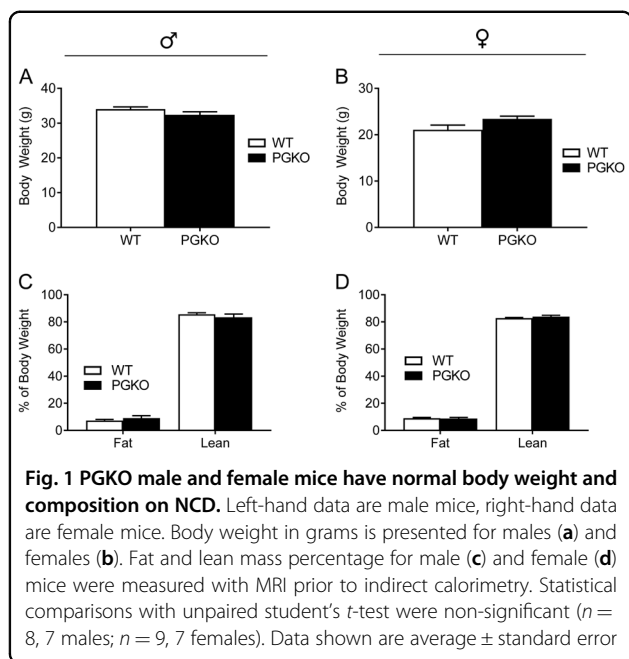 ♂
♀
A
Body Weight (g)
40
30
20
10
0
WT
PGKO
WT
PGKO
B
Body Weight (g)
30
20
10
0
WT
PGKO
WT
PGKO
C
% of Body Weight
100
80
60
40
20
0
WT
PGKO
Fat
Lean
D
% of Body Weight
100
80
60
40
20
0
WT
PGKO
Fat
Lean
Fig. 1 PGKO male and female mice have normal body weight and
composition on NCD. Left-hand data are male mice, right-hand data
are female mice. Body weight in grams is presented for males (a) and
females (b). Fat and lean mass percentage for male (c) and female (d)
mice were measured with MRI prior to indirect calorimetry. Statistical
comparisons with unpaired student's t-test were non-significant (n =
8, 7 males; n = 9, 7 females). Data shown are average ± standard error